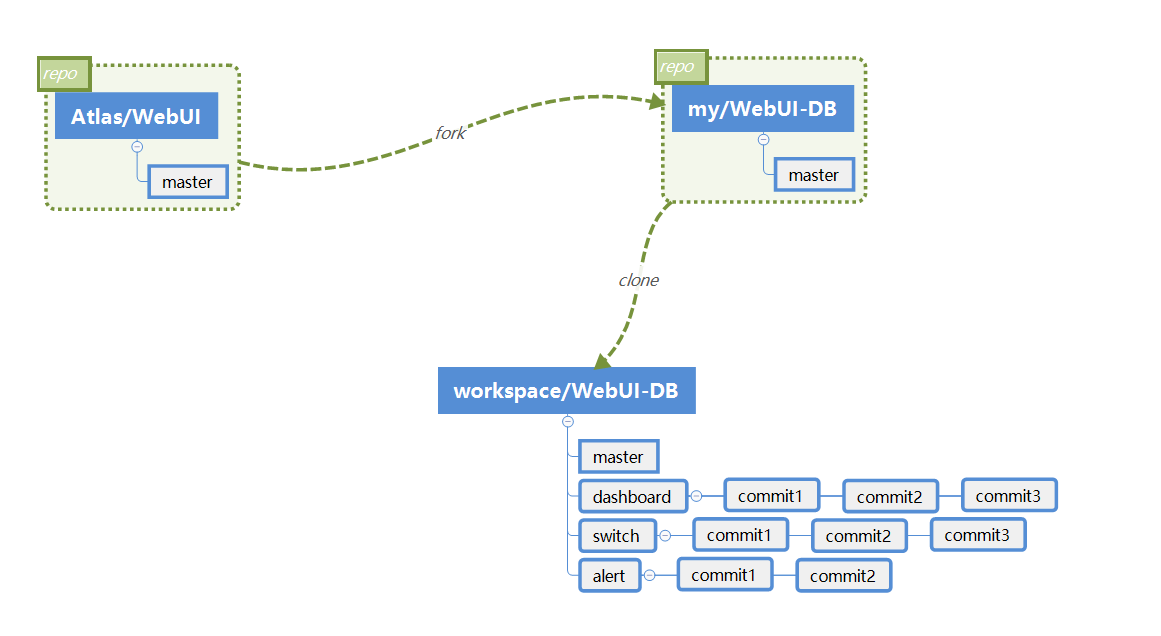 repo
Atlas/WebUI
master
fork
repo
my/WebUI-DB
master
clone
workspace/WebUI-DB
master
dashboard commit1 commit2 commit3
switch commit1 commit2 commit3
alert commit1 commit2